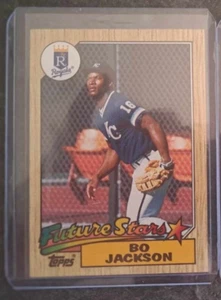 R
Royals
16
KC
Future Stars
topps
BO
JACKSON